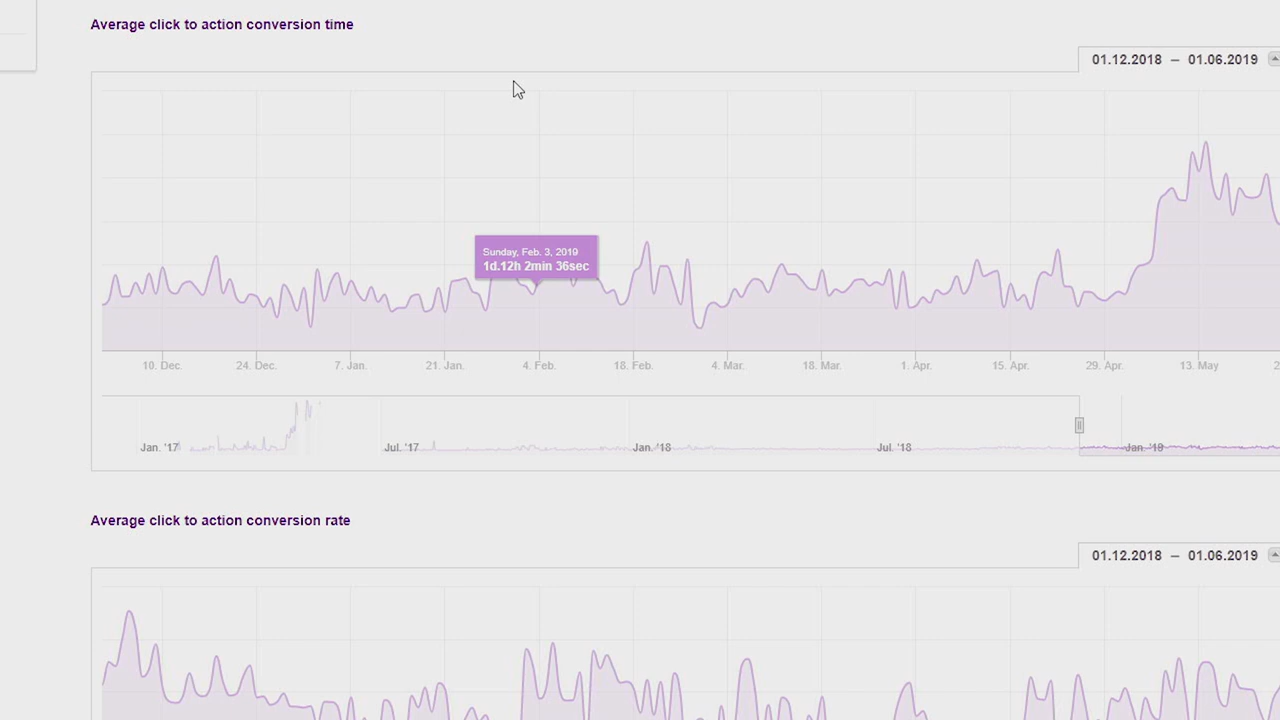 Average click to action conversion time
01.12.2018 – 01.06.2019
Sunday, Feb. 3, 2019
1d.12h 2min 36sec
10. Dec. 24. Dec. 7. Jan. 21. Jan. 4. Feb. 18. Feb. 4. Mar. 18. Mar. 1. Apr. 15. Apr. 29. Apr. 13. May 2
Jan. '17 Jul. '17 Jan. '18 Jul. '18
Average click to action conversion rate
01.12.2018 – 01.06.2019